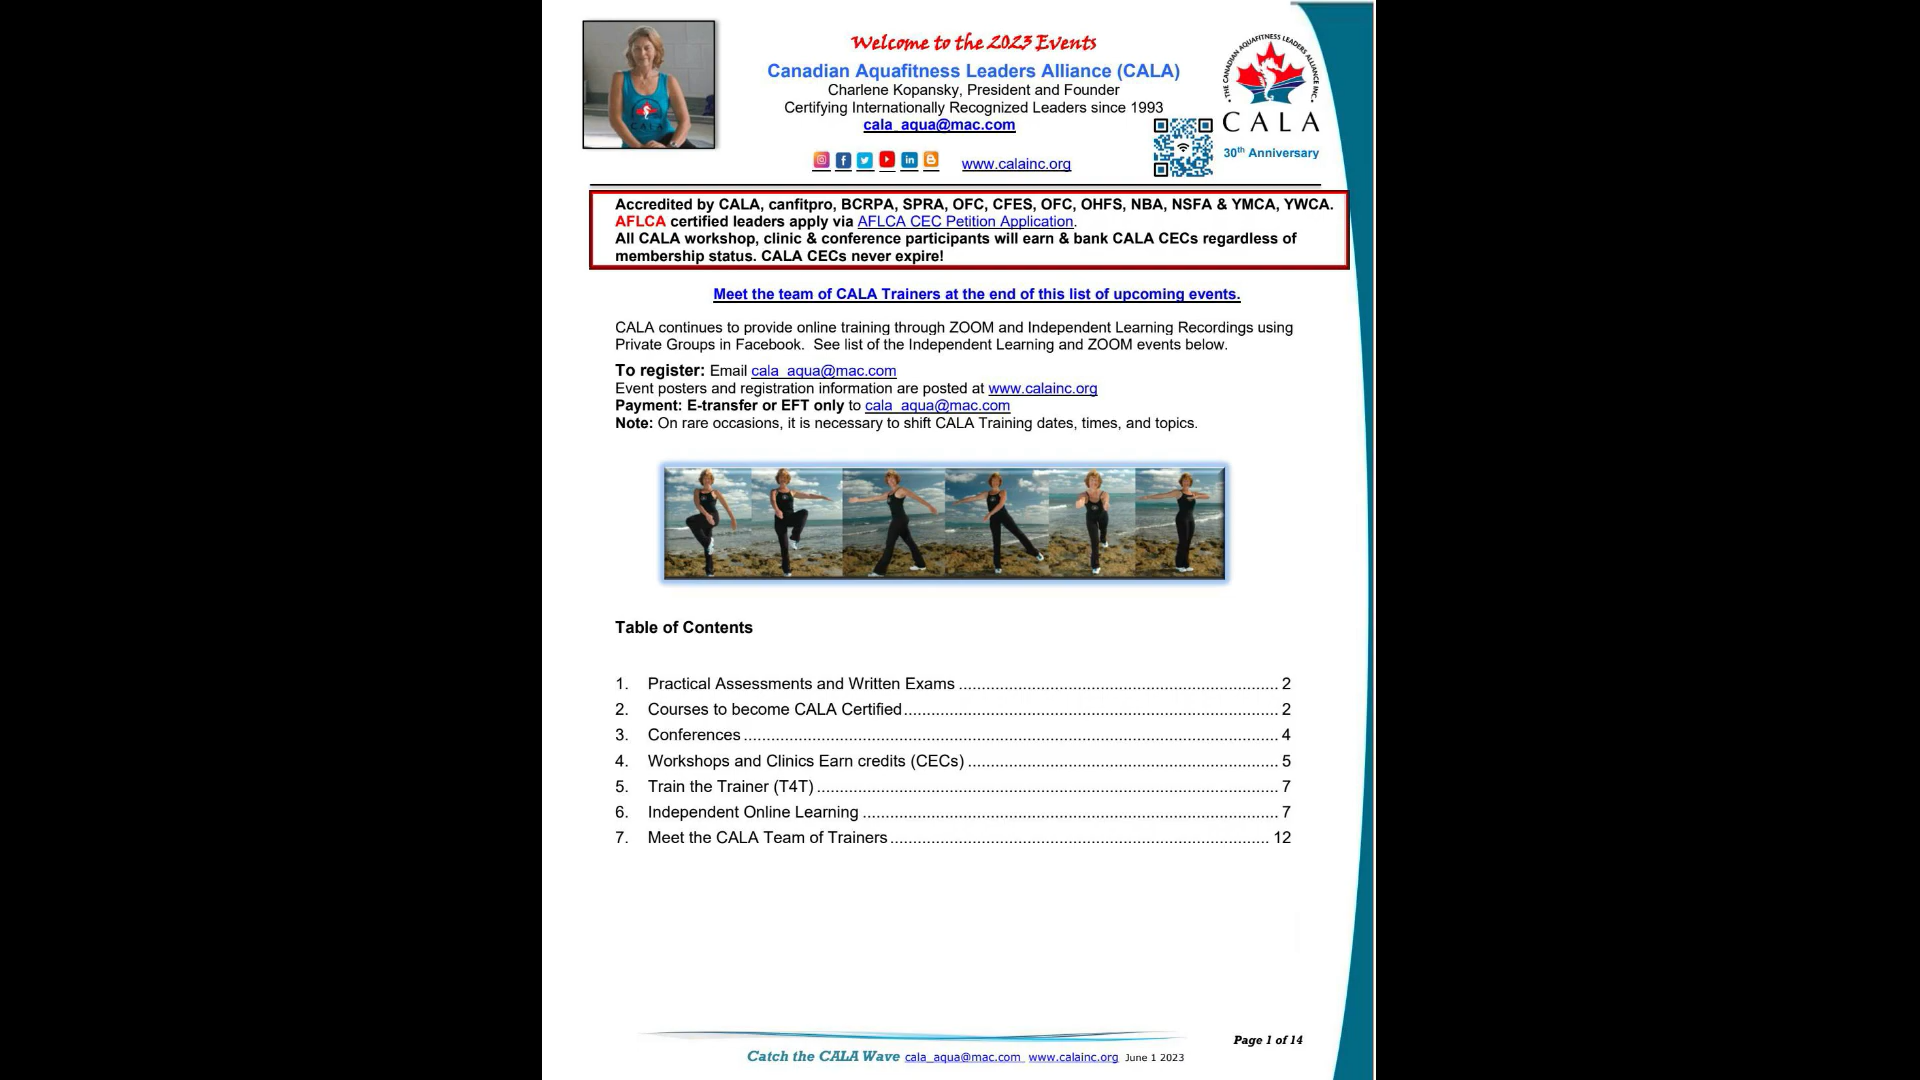 Welcome to the 2023 Events
Canadian Aquafitness Leaders Alliance (CALA)
Charlene Kopansky, President and Founder
Certifying Internationally Recognized Leaders since 1993
cala_aqua@mac.com
www.calainc.org
• THE CANADIAN AQUAFITNESS LEADERS ALLIANCE INC. •
CALA
30th Anniversary
CALA
Accredited by CALA, canfitpro, BCRPA, SPRA, OFC, CFES, OFC, OHFS, NBA, NSFA & YMCA, YWCA.
AFLCA certified leaders apply via AFLCA CEC Petition Application.
All CALA workshop, clinic & conference participants will earn & bank CALA CECs regardless of
membership status. CALA CECs never expire!
Meet the team of CALA Trainers at the end of this list of upcoming events.
CALA continues to provide online training through ZOOM and Independent Learning Recordings using
Private Groups in Facebook. See list of the Independent Learning and ZOOM events below.
To register: Email cala_aqua@mac.com
Event posters and registration information are posted at www.calainc.org
Payment: E-transfer or EFT only to cala_aqua@mac.com
Note: On rare occasions, it is necessary to shift CALA Training dates, times, and topics.
Table of Contents
1. Practical Assessments and Written Exams ........ 2
2. Courses to become CALA Certified ........ 2
3. Conferences ........ 4
4. Workshops and Clinics Earn credits (CECs) ........ 5
5. Train the Trainer (T4T) ........ 7
6. Independent Online Learning ........ 7
7. Meet the CALA Team of Trainers ........ 12
Page 1 of 14
Catch the CALA Wave cala_aqua@mac.com www.calainc.org June 1 2023